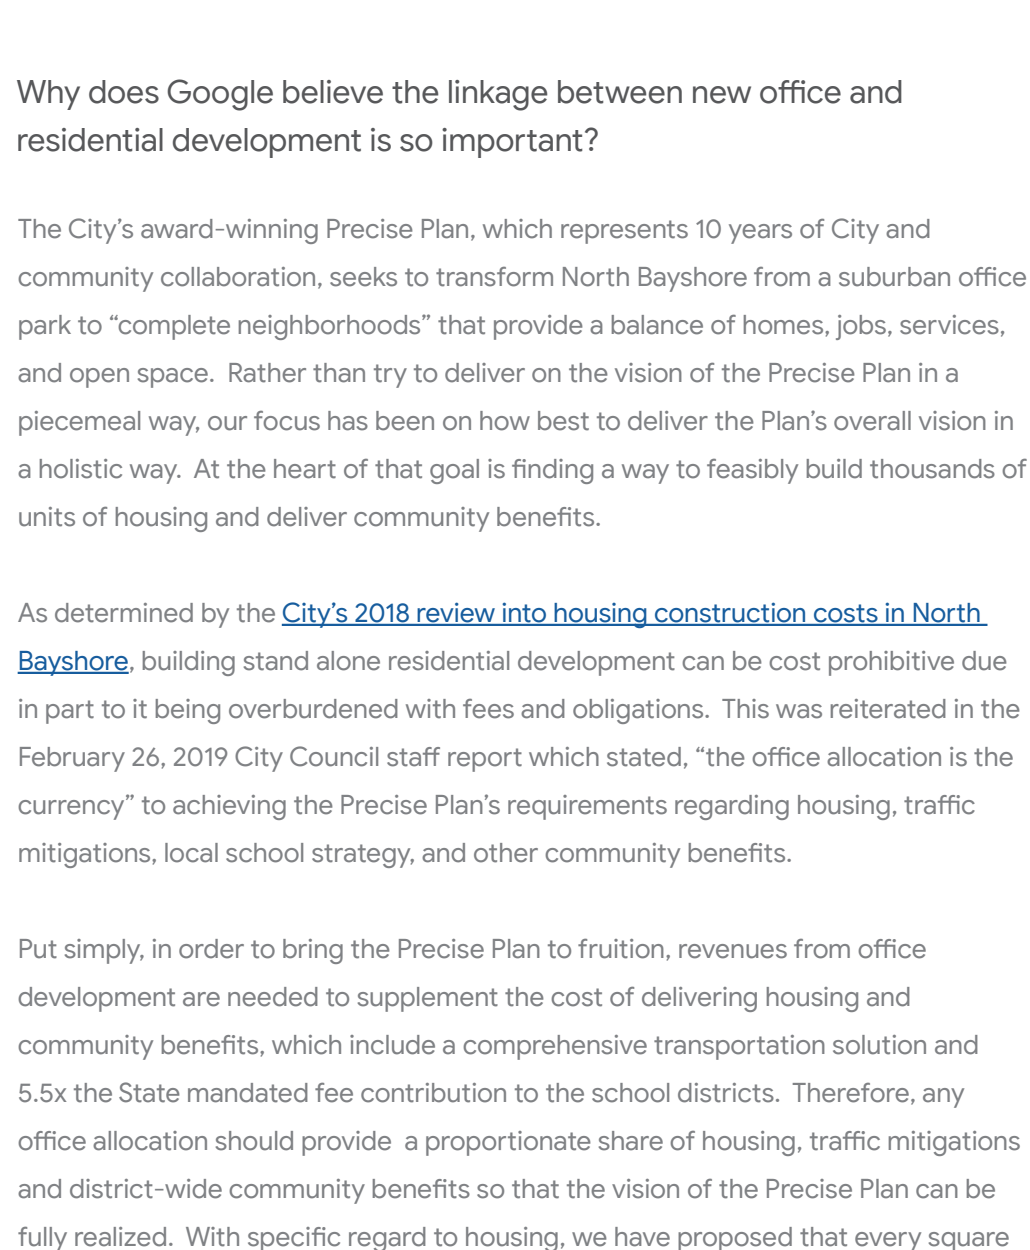 Why does Google believe the linkage between new office and
residential development is so important?
The City’s award-winning Precise Plan, which represents 10 years of City and
community collaboration, seeks to transform North Bayshore from a suburban office
park to “complete neighborhoods” that provide a balance of homes, jobs, services,
and open space.  Rather than try to deliver on the vision of the Precise Plan in a
piecemeal way, our focus has been on how best to deliver the Plan’s overall vision in
a holistic way.  At the heart of that goal is finding a way to feasibly build thousands of
units of housing and deliver community benefits.
As determined by the City’s 2018 review into housing construction costs in North
Bayshore, building stand alone residential development can be cost prohibitive due
in part to it being overburdened with fees and obligations.  This was reiterated in the
February 26, 2019 City Council staff report which stated, “the office allocation is the
currency” to achieving the Precise Plan’s requirements regarding housing, traffic
mitigations, local school strategy, and other community benefits.
Put simply, in order to bring the Precise Plan to fruition, revenues from office
development are needed to supplement the cost of delivering housing and
community benefits, which include a comprehensive transportation solution and
5.5x the State mandated fee contribution to the school districts.  Therefore, any
office allocation should provide  a proportionate share of housing, traffic mitigations
and district-wide community benefits so that the vision of the Precise Plan can be
fully realized.  With specific regard to housing, we have proposed that every square